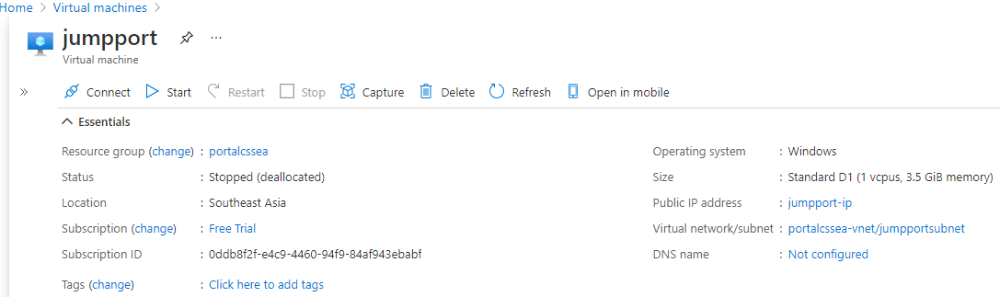 Home > Virtual machines >
jumpport ...
Virtual machine
» Connect Start Restart Stop Capture Delete Refresh Open in mobile
Essentials
Resource group (change) : portalcssea
Status : Stopped (deallocated)
Location : Southeast Asia
Subscription (change) : Free Trial
Subscription ID : 0ddb8f2f-e4c9-4460-94f9-84af943ebabf
Tags (change) : Click here to add tags
Operating system : Windows
Size : Standard D1 (1 vcpus, 3.5 GiB memory)
Public IP address : jumpport-ip
Virtual network/subnet : portalcssea-vnet/jumpportsubnet
DNS name : Not configured